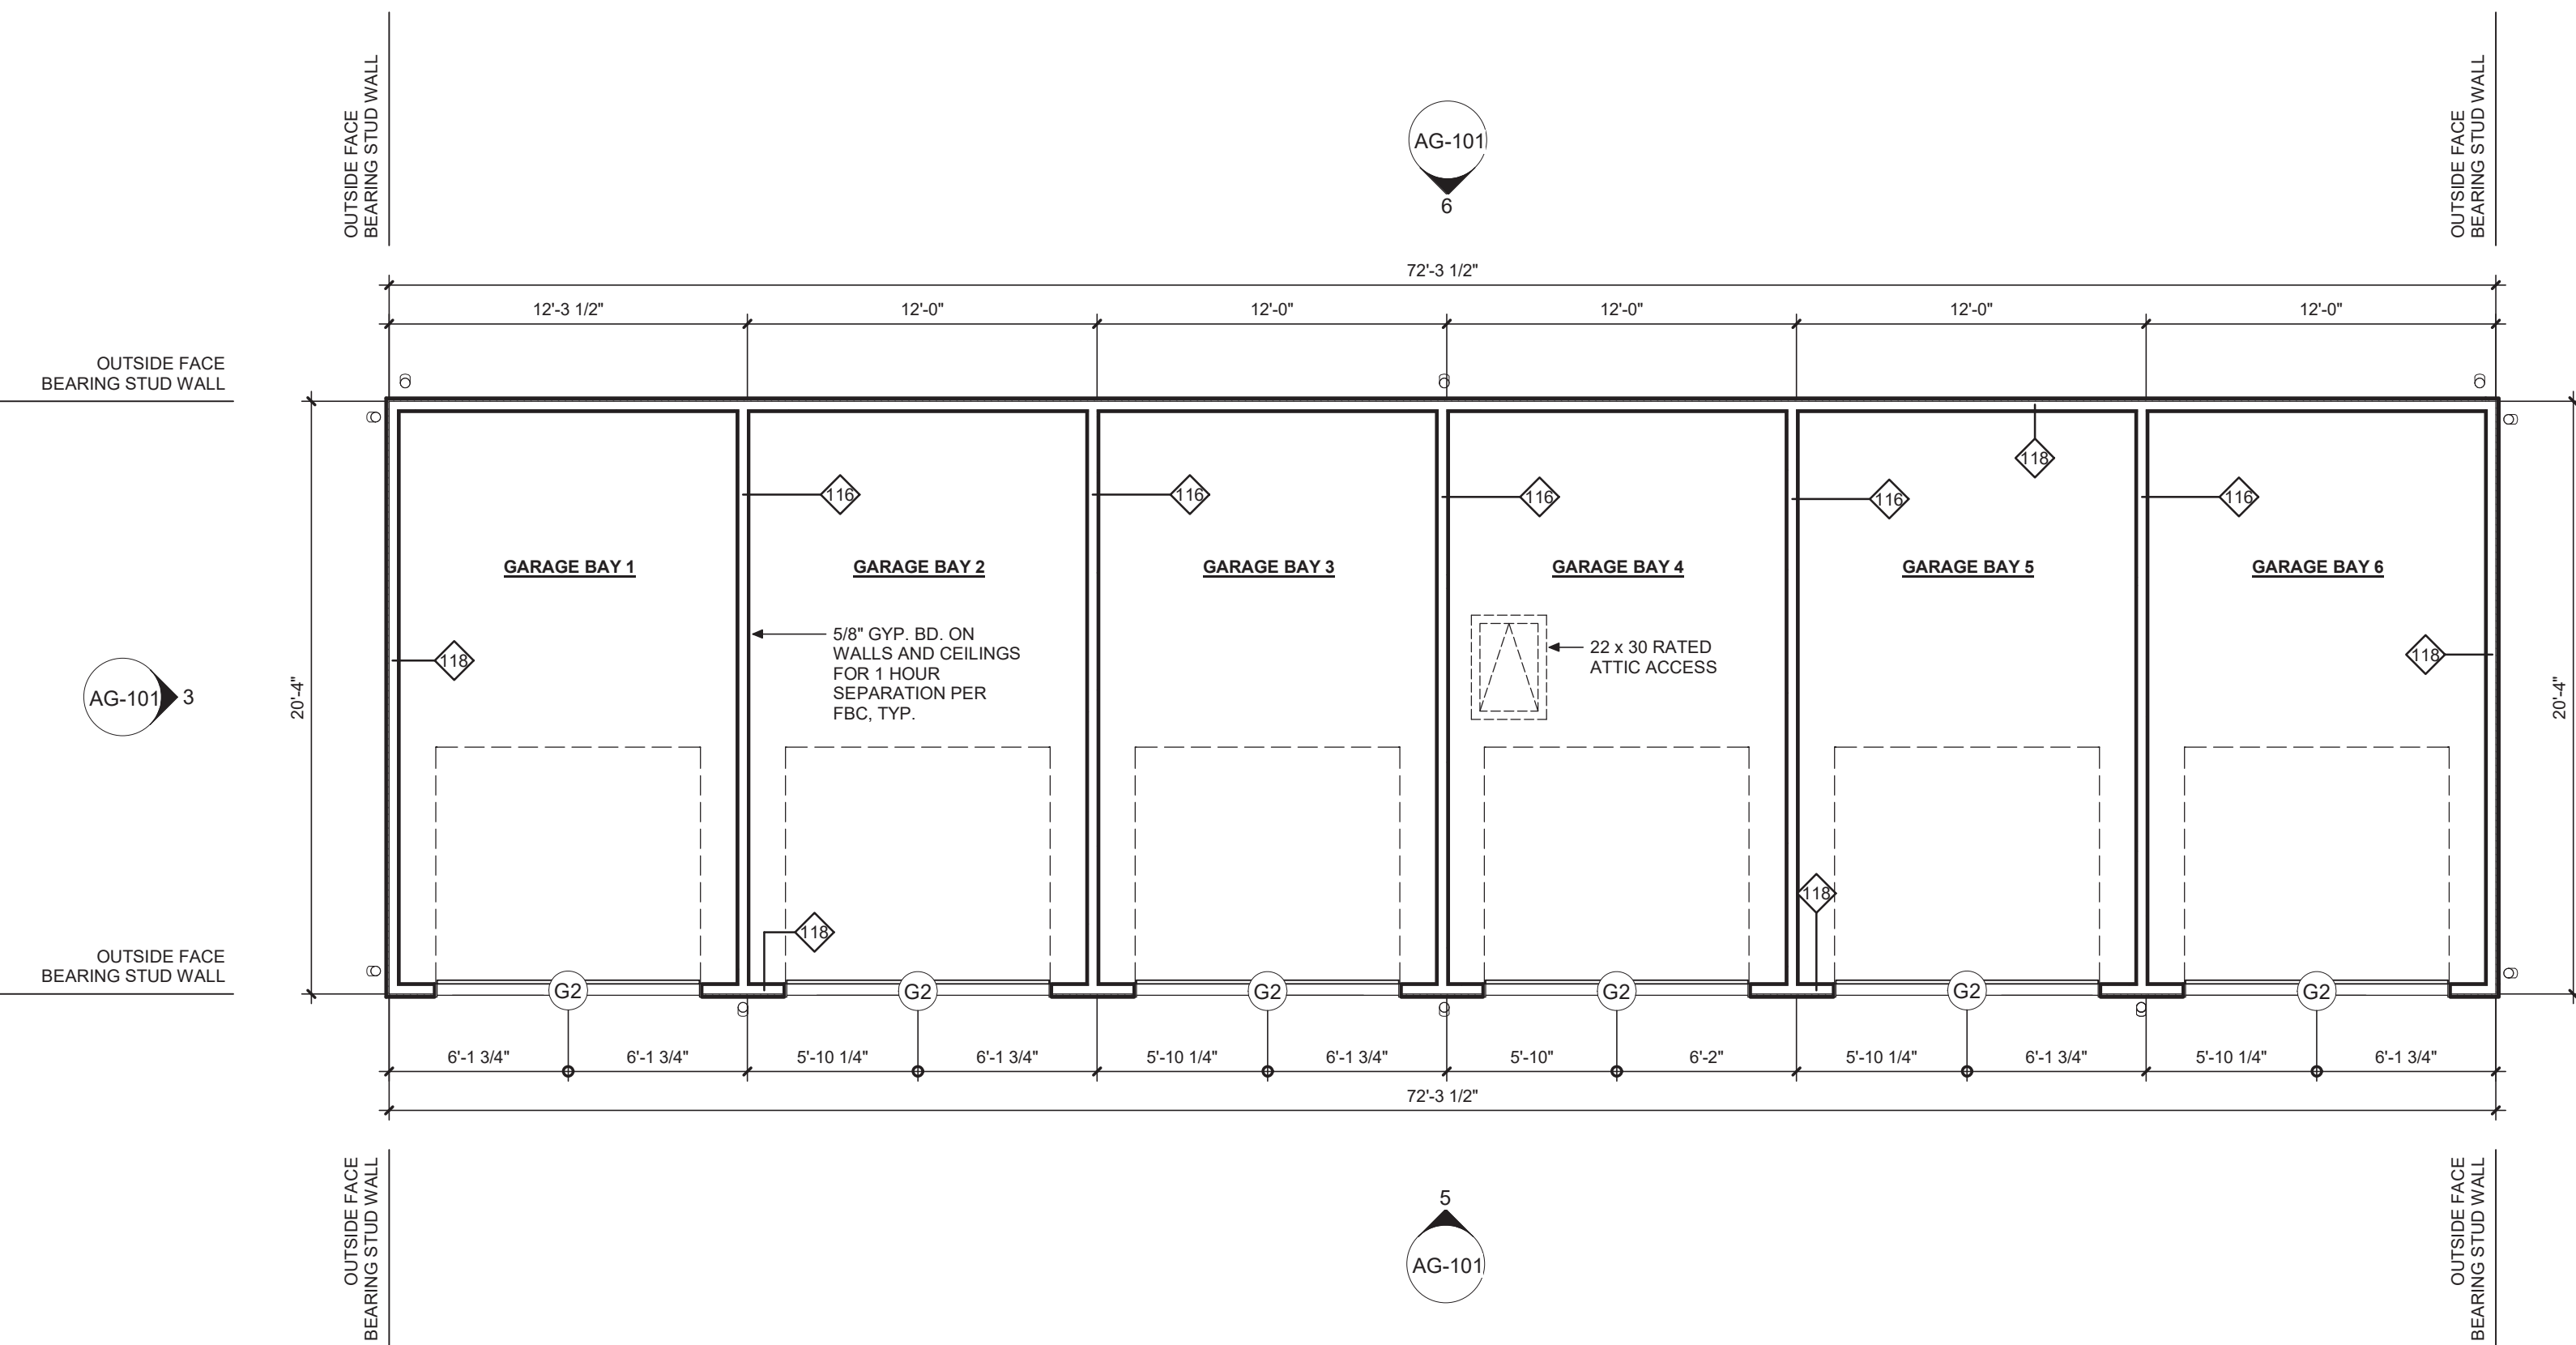 OUTSIDE FACE
BEARING STUD WALL
OUTSIDE FACE
BEARING STUD WALL
AG-101
6
72'-3 1/2"
12'-3 1/2"
12'-0"
12'-0"
12'-0"
12'-0"
12'-0"
OUTSIDE FACE
BEARING STUD WALL
118
116
116
116
116
116
GARAGE BAY 1
GARAGE BAY 2
GARAGE BAY 3
GARAGE BAY 4
GARAGE BAY 5
GARAGE BAY 6
5/8" GYP. BD. ON
WALLS AND CEILINGS
FOR 1 HOUR
SEPARATION PER
FBC, TYP.
22 x 30 RATED
ATTIC ACCESS
118
118
AG-101
3
20'-4"
20'-4"
118
118
OUTSIDE FACE
BEARING STUD WALL
G2
G2
G2
G2
G2
G2
6'-1 3/4"
6'-1 3/4"
5'-10 1/4"
6'-1 3/4"
5'-10 1/4"
6'-1 3/4"
5'-10"
6'-2"
5'-10 1/4"
6'-1 3/4"
5'-10 1/4"
6'-1 3/4"
72'-3 1/2"
OUTSIDE FACE
BEARING STUD WALL
5
AG-101
OUTSIDE FACE
BEARING STUD WALL